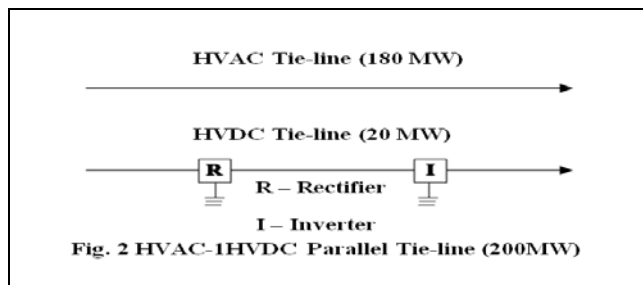 HVAC Tie-line (180 MW)
HVDC Tie-line (20 MW)
R
I
R – Rectifier
I – Inverter
Fig. 2 HVAC-1HVDC Parallel Tie-line (200MW)